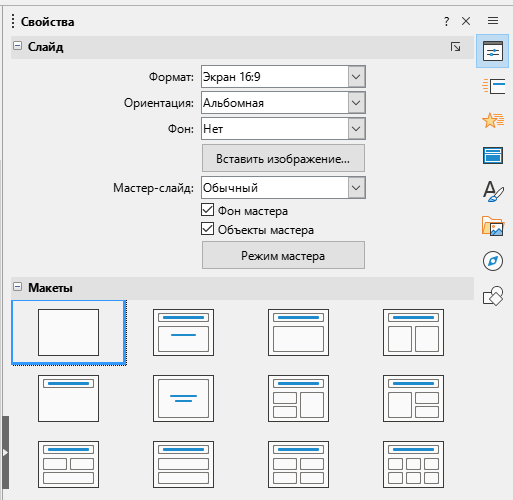 Свойства
?
Слайд
Формат: Экран 16:9
Ориентация: Альбомная
Фон: Нет
Вставить изображение...
Мастер-слайд: Обычный
Фон мастера
Объекты мастера
Режим мастера
Макеты